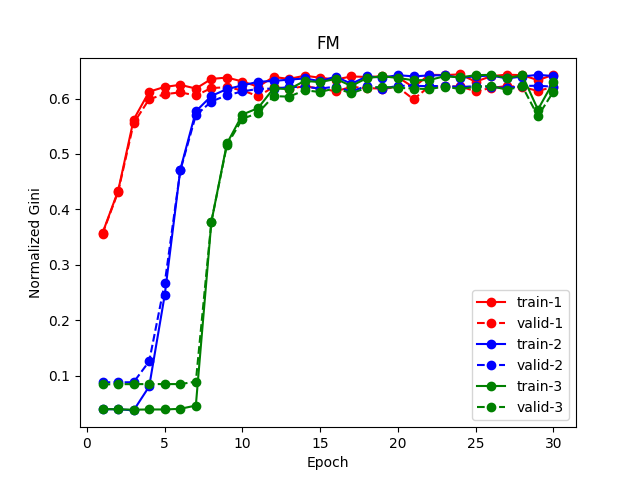 FM
Normalized Gini
0.6
0.5
0.4
0.3
0.2
0.1
0 5 10 15 20 25 30
Epoch
train-1
valid-1
train-2
valid-2
train-3
valid-3